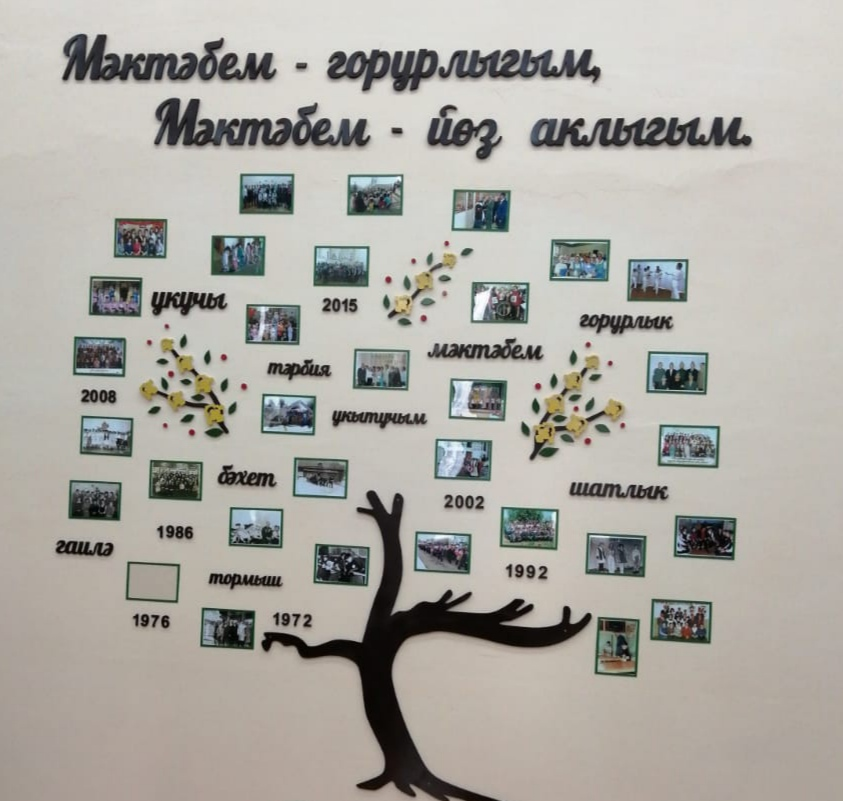 Мәктәбем - горурлыгым,
Мәктәбем - йөз аклыгым.
укучы
2015
горурлык
тәрбия
мәктәбем
2008
укытучым
бәхет
2002
шатлык
1986
гаилә
тормыш
1992
1976
1972